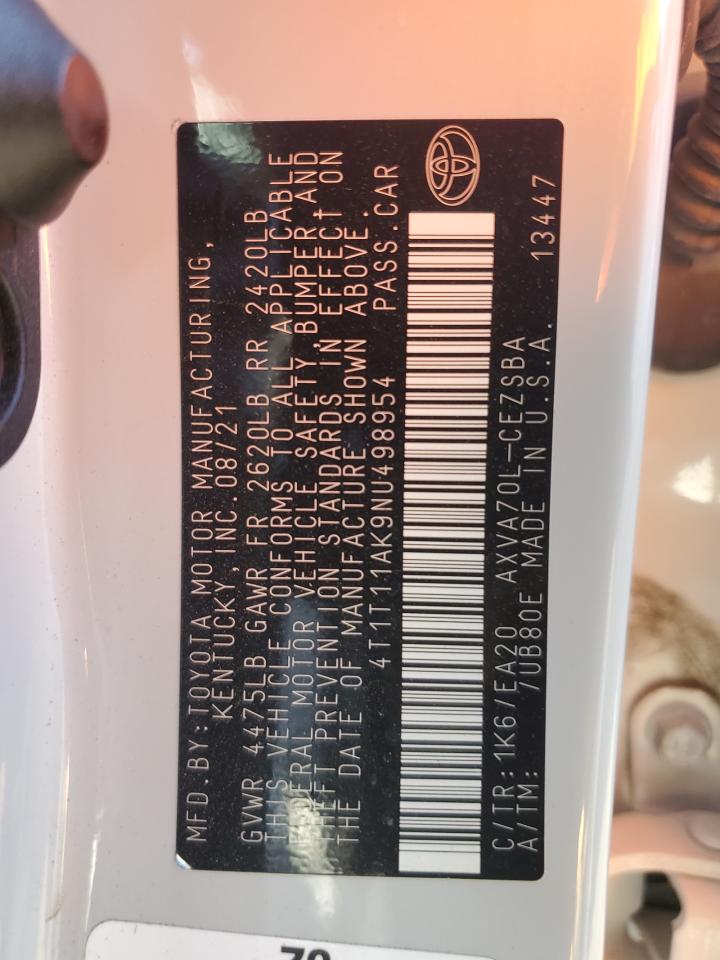 MFD.BY:TOYOTA MOTOR MANUFACTURING,
KENTUCKY,INC.08/21
GVWR 4475LB GAWR FR 2620LB RR 2420LB
THIS VEHICLE CONFORMS TO ALL APPLICABLE
FEDERAL MOTOR VEHICLE SAFETY,BUMPER AND
THEFT PREVENTION STANDARDS IN EFFECT ON
THE DATE OF MANUFACTURE SHOWN ABOVE.
4T1T11AK9NU498954 PASS.CAR
C/TR:1K6/EA20 AXVA70L-CEZSBA
A/TM: 7UB80E MADE IN U.S.A. 13447